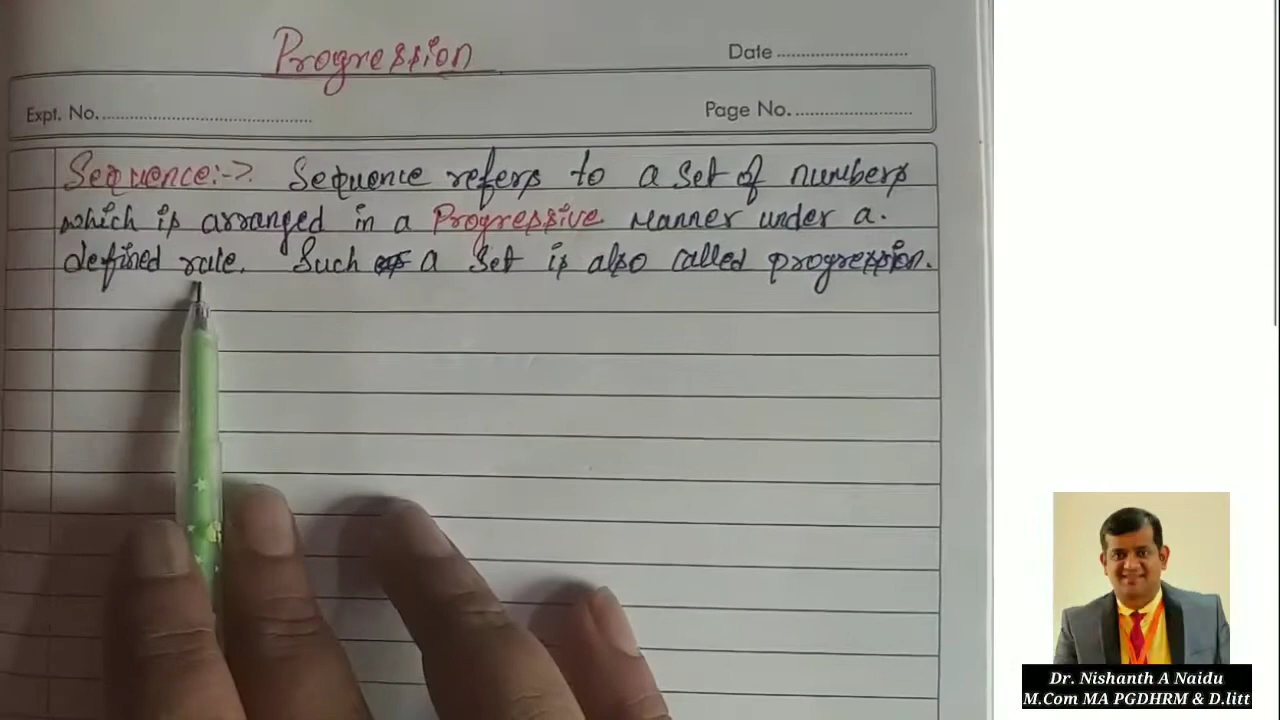 Progression
Date
Expt. No.
Page No.
Sequence:-> Sequence refers to a set of numbers
which is arranged in a Progressive manner under a.
defined rule. Such a set is also called progression.
Dr. Nishanth A Naidu
M.Com MA PGDHRM & D.litt